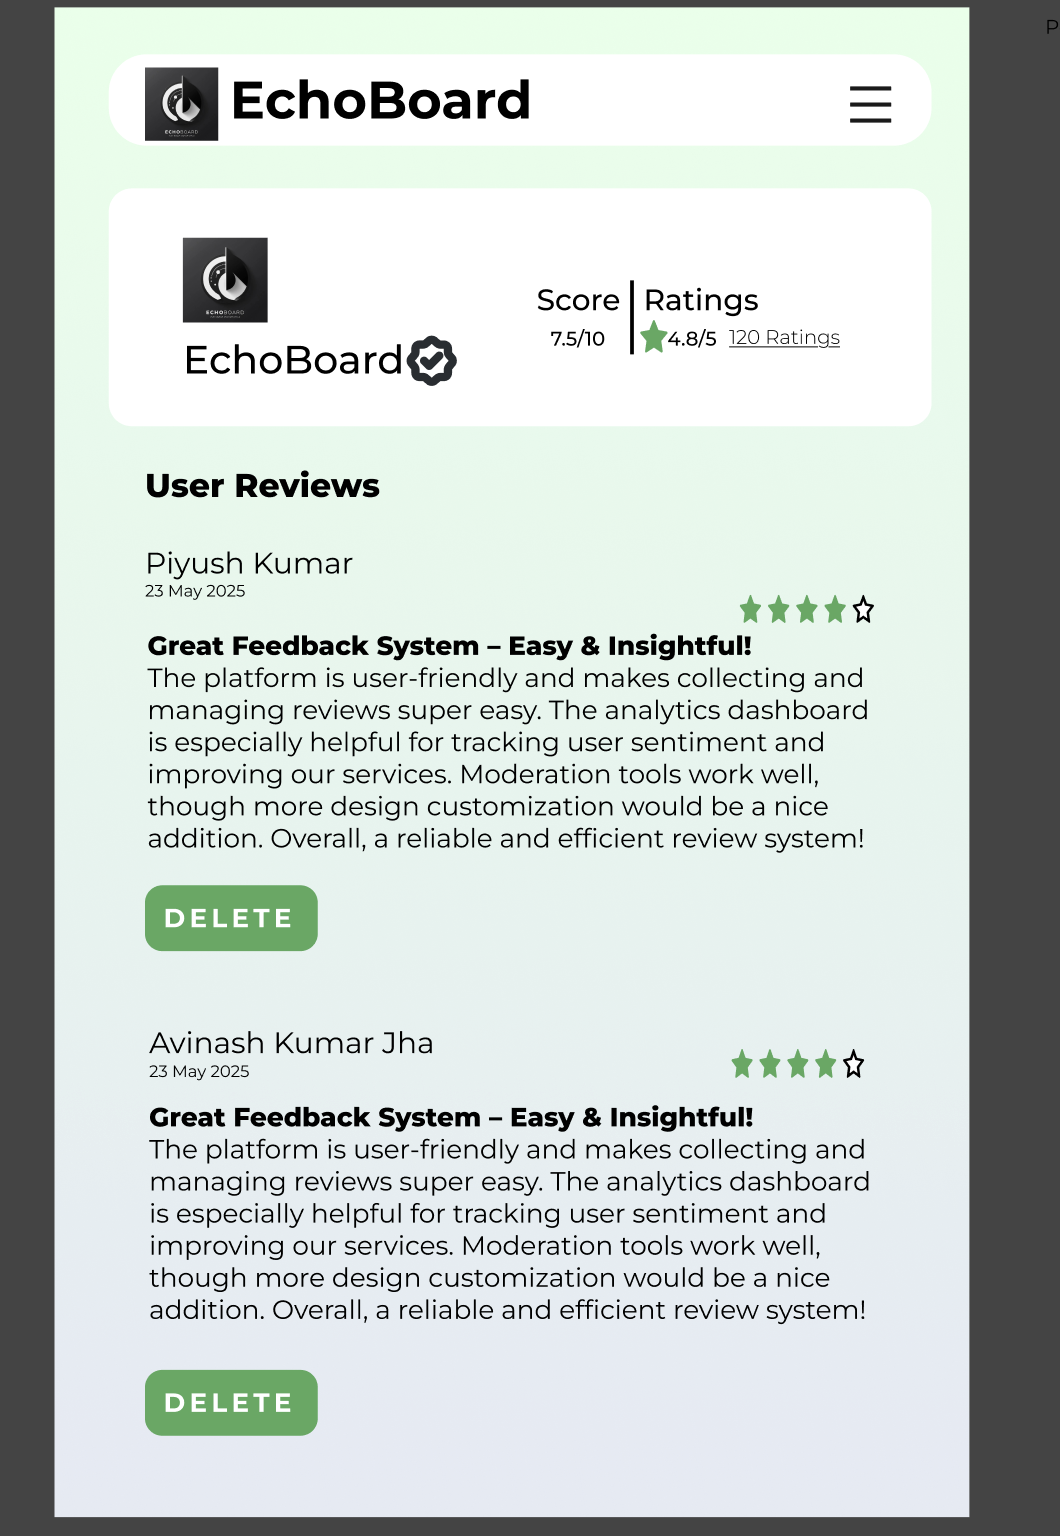 EchoBoard
ECHOBOARD
ECHOBOARD
EchoBoard
Score
Ratings
7.5/10
4.8/5
120 Ratings
User Reviews
Piyush Kumar
23 May 2025
Great Feedback System – Easy & Insightful!
The platform is user-friendly and makes collecting and
managing reviews super easy. The analytics dashboard
is especially helpful for tracking user sentiment and
improving our services. Moderation tools work well,
though more design customization would be a nice
addition. Overall, a reliable and efficient review system!
DELETE
Avinash Kumar Jha
23 May 2025
Great Feedback System – Easy & Insightful!
The platform is user-friendly and makes collecting and
managing reviews super easy. The analytics dashboard
is especially helpful for tracking user sentiment and
improving our services. Moderation tools work well,
though more design customization would be a nice
addition. Overall, a reliable and efficient review system!
DELETE